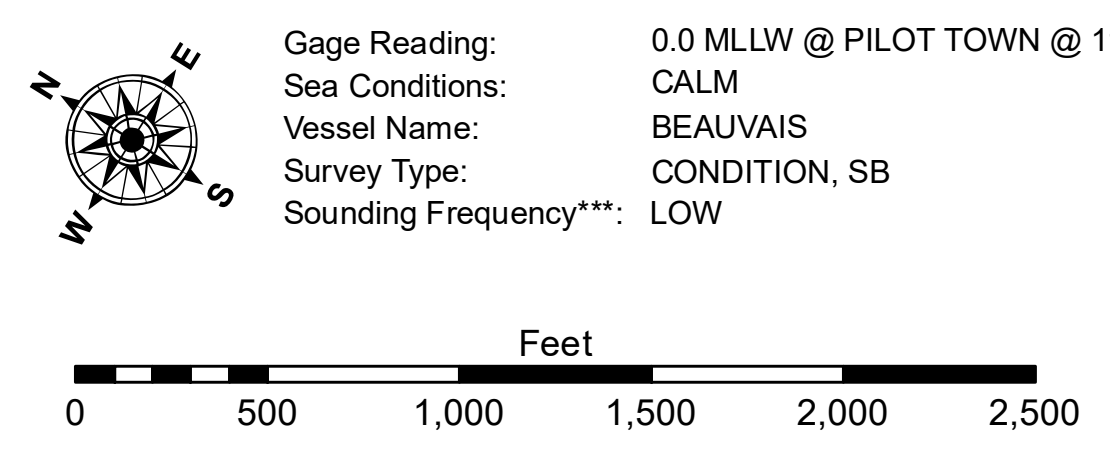 N
E
S
W
Gage Reading: 0.0 MLLW @ PILOT TOWN @ 1
Sea Conditions: CALM
Vessel Name: BEAUVAIS
Survey Type: CONDITION, SB
Sounding Frequency***: LOW
Feet
0 500 1,000 1,500 2,000 2,500